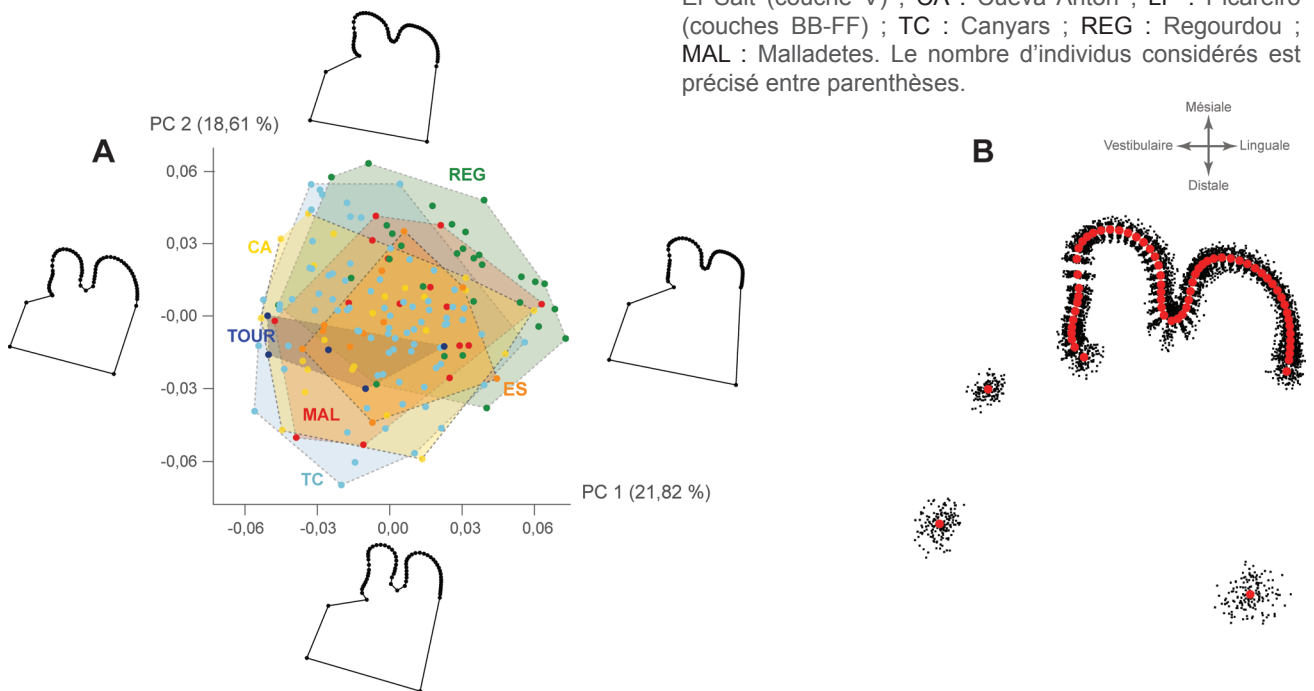 El Salt (couche V) ; CA : Cueva Antón ; LP : Picareiro
(couches BB-FF) ; TC : Canyars ; REG : Regourdou ;
MAL : Malladetes. Le nombre d'individus considérés est
précisé entre parenthèses.
A
PC 2 (18,61 %)
0,06
0,03
-0,00
-0,03
-0,06
REG
CA
TOUR
MAL
ES
TC
PC 1 (21,82 %)
-0,06
-0,03
0,00
0,03
0,06
B
Mésiale
Vestibulaire
Linguale
Distale